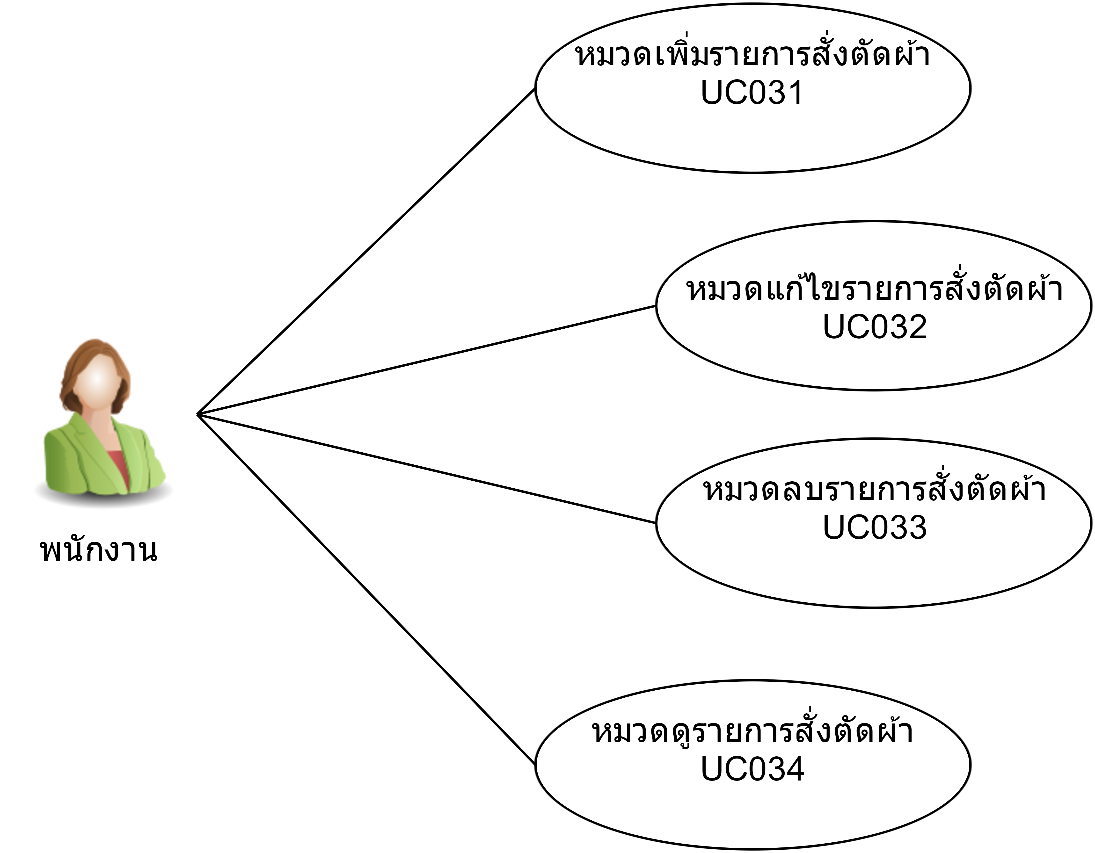 หมวดเพิ่มรายการสั่งตัดผ้า
UC031
หมวดแก้ไขรายการสั่งตัดผ้า
UC032
หมวดลบรายการสั่งตัดผ้า
UC033
พนักงาน
หมวดดูรายการสั่งตัดผ้า
UC034